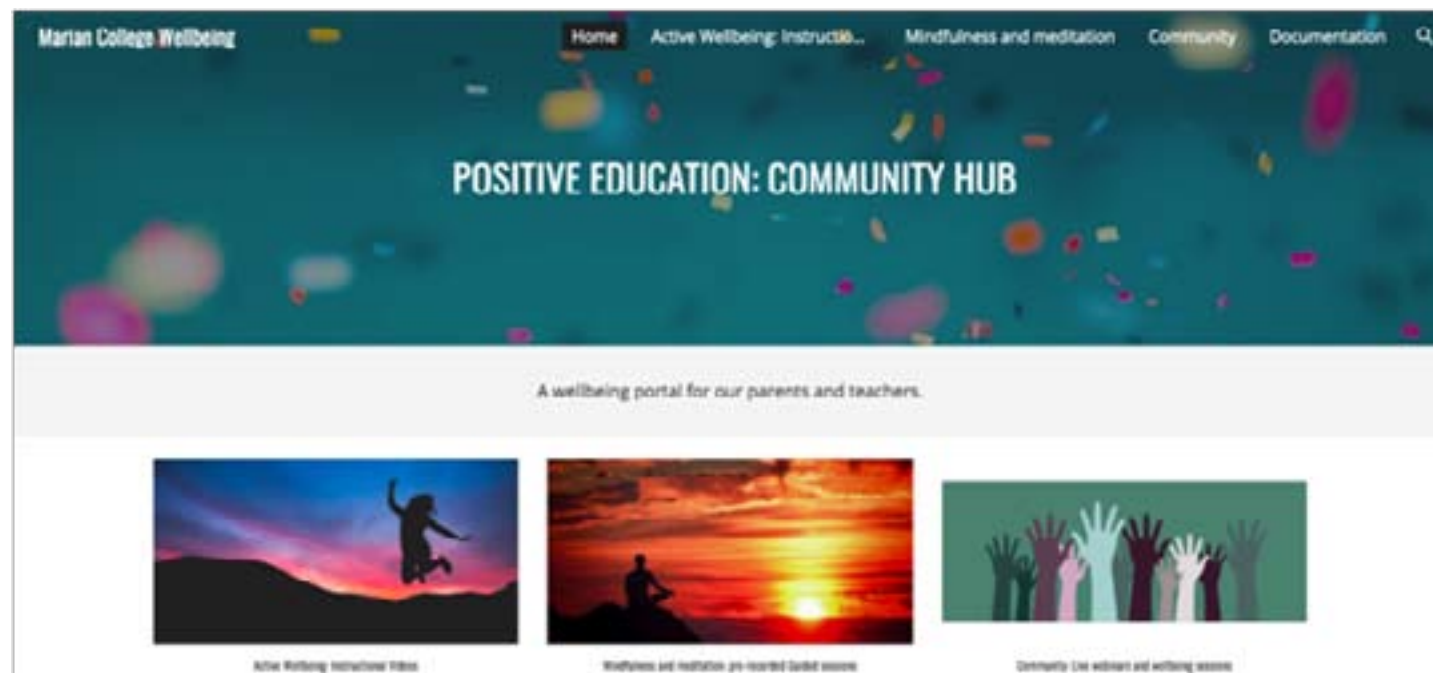 Marian College Wellbeing
Home Active Wellbeing: Instructio... Mindfulness and meditation Community Documentation
POSITIVE EDUCATION: COMMUNITY HUB
A wellbeing portal for our parents and teachers.
Active Wellbeing Instructional Videos
Mindfulness and meditation pre-recorded Guided sessions
Community: Live webinars and wellbeing sessions